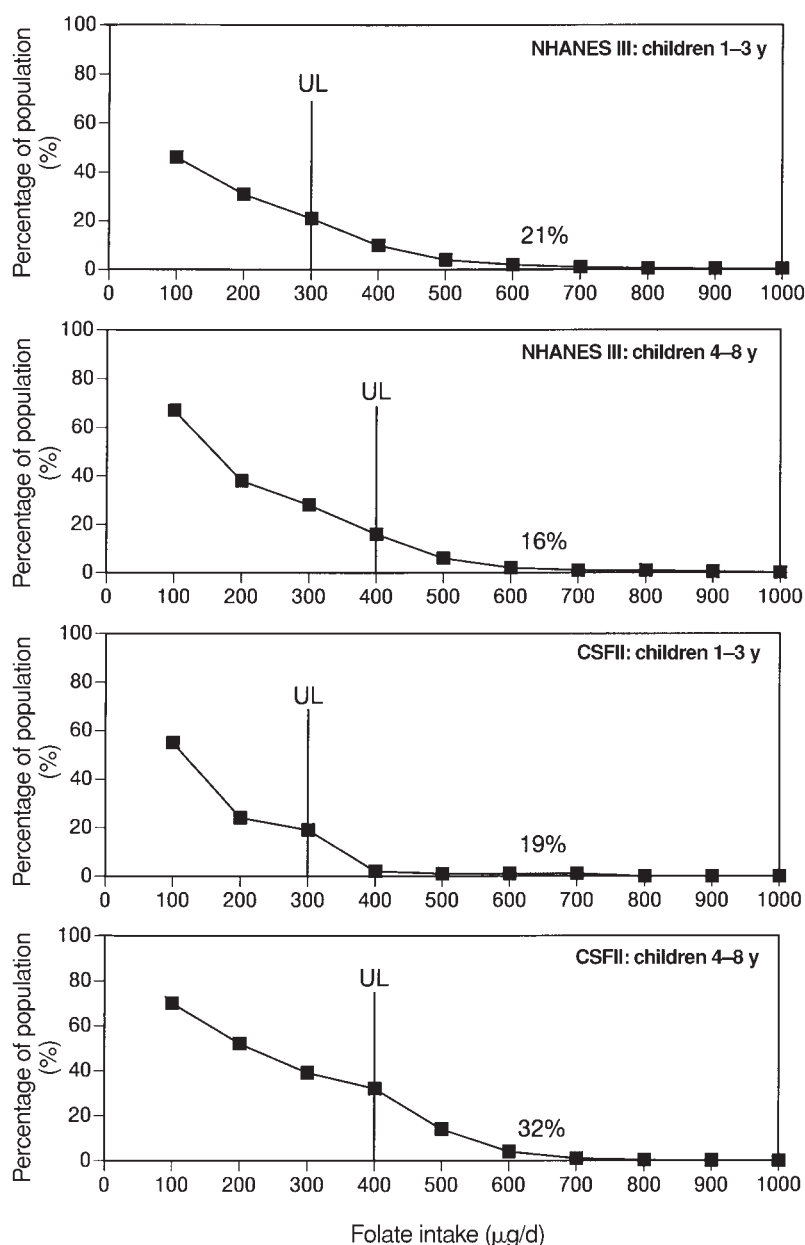 NHANES III: children 1–3 y
UL
21%
100
80
60
40
20
0
0 100 200 300 400 500 600 700 800 900 1000
Percentage of population
(%)
NHANES III: children 4–8 y
UL
16%
100
80
60
40
20
0
0 100 200 300 400 500 600 700 800 900 1000
Percentage of population
(%)
CSFII: children 1–3 y
UL
19%
100
80
60
40
20
0
0 100 200 300 400 500 600 700 800 900 1000
Percentage of population
(%)
CSFII: children 4–8 y
UL
32%
100
80
60
40
20
0
0 100 200 300 400 500 600 700 800 900 1000
Percentage of population
(%)
Folate intake (μg/d)